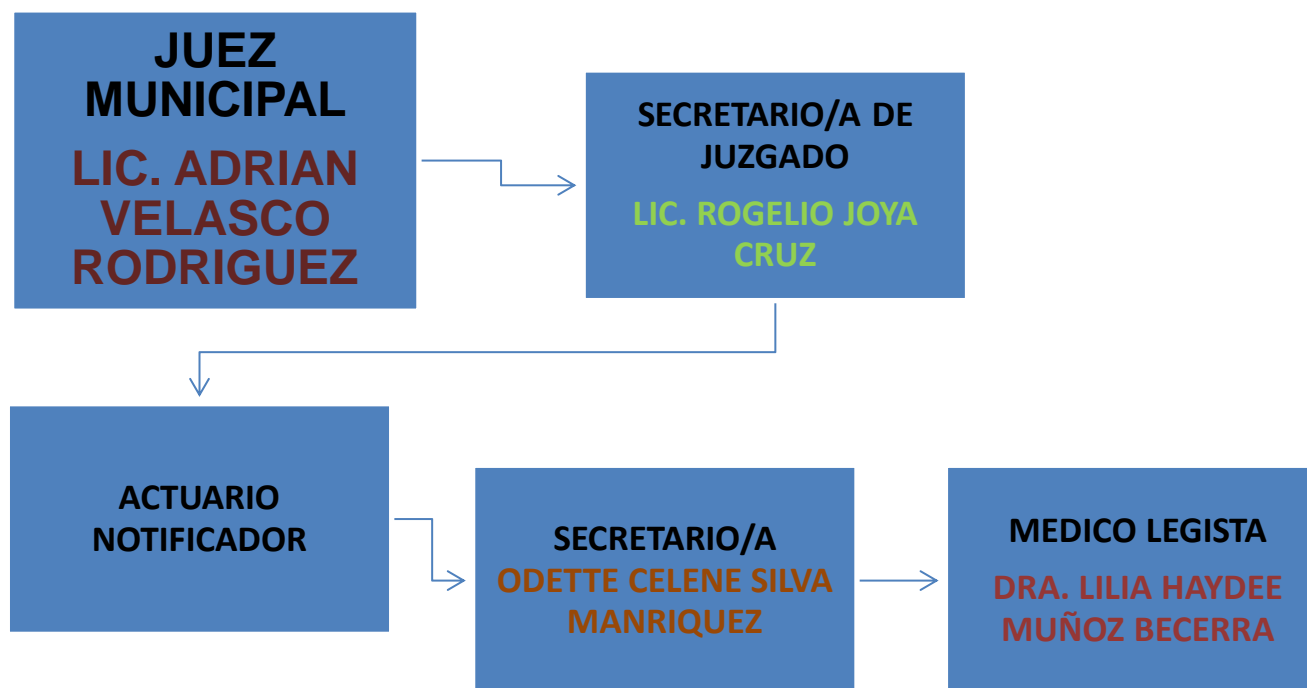 JUEZ
MUNICIPAL
LIC. ADRIAN
VELASCO
RODRIGUEZ
SECRETARIO/A DE
JUZGADO
LIC. ROGELIO JOYA
CRUZ
ACTUARIO
NOTIFICADOR
SECRETARIO/A
ODETTE CELENE SILVA
MANRIQUEZ
MEDICO LEGISTA
DRA. LILIA HAYDEE
MUÑOZ BECERRA